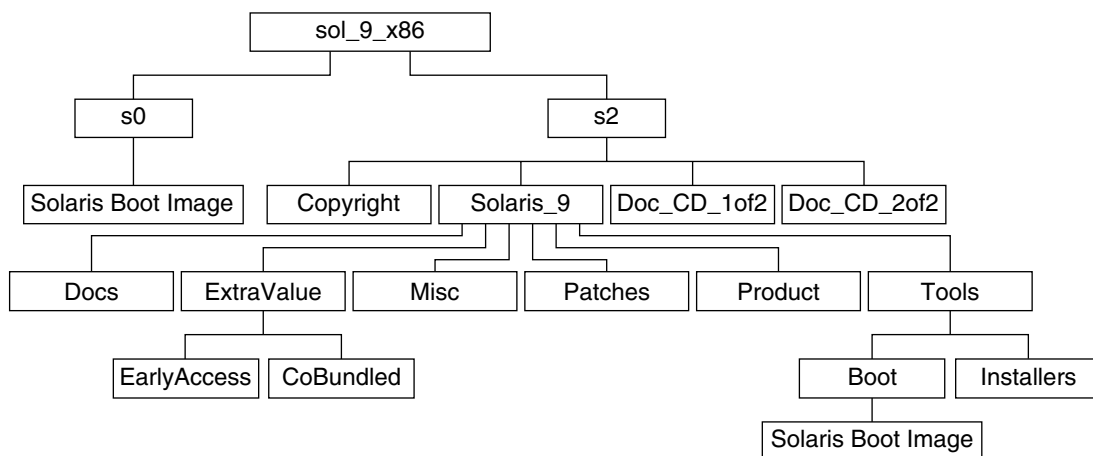 sol_9_x86
s0
s2
Solaris Boot Image
Copyright
Solaris_9
Doc_CD_1of2
Doc_CD_2of2
Docs
ExtraValue
Misc
Patches
Product
Tools
EarlyAccess
CoBundled
Boot
Installers
Solaris Boot Image